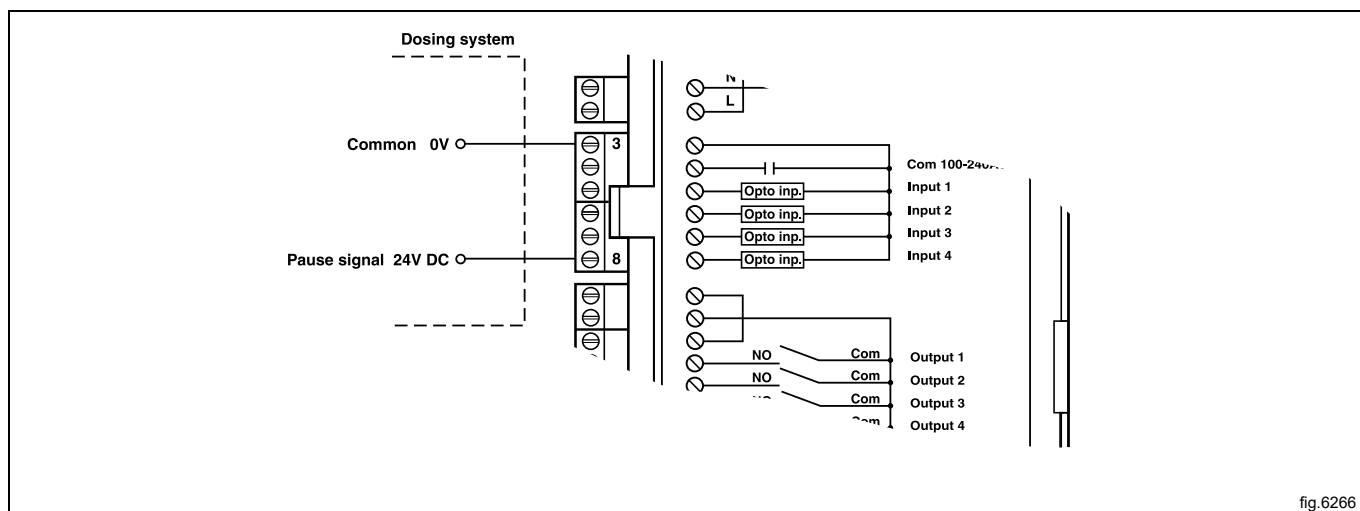 Dosing system
N
L
Common 0V
3
Com
Input 1
Opto inp.
Input 2
Opto inp.
Input 3
Opto inp.
Input 4
Opto inp.
Pause signal 24V DC
8
NO Com Output 1
NO Com Output 2
Com Output 3
Output 4
fig.6266